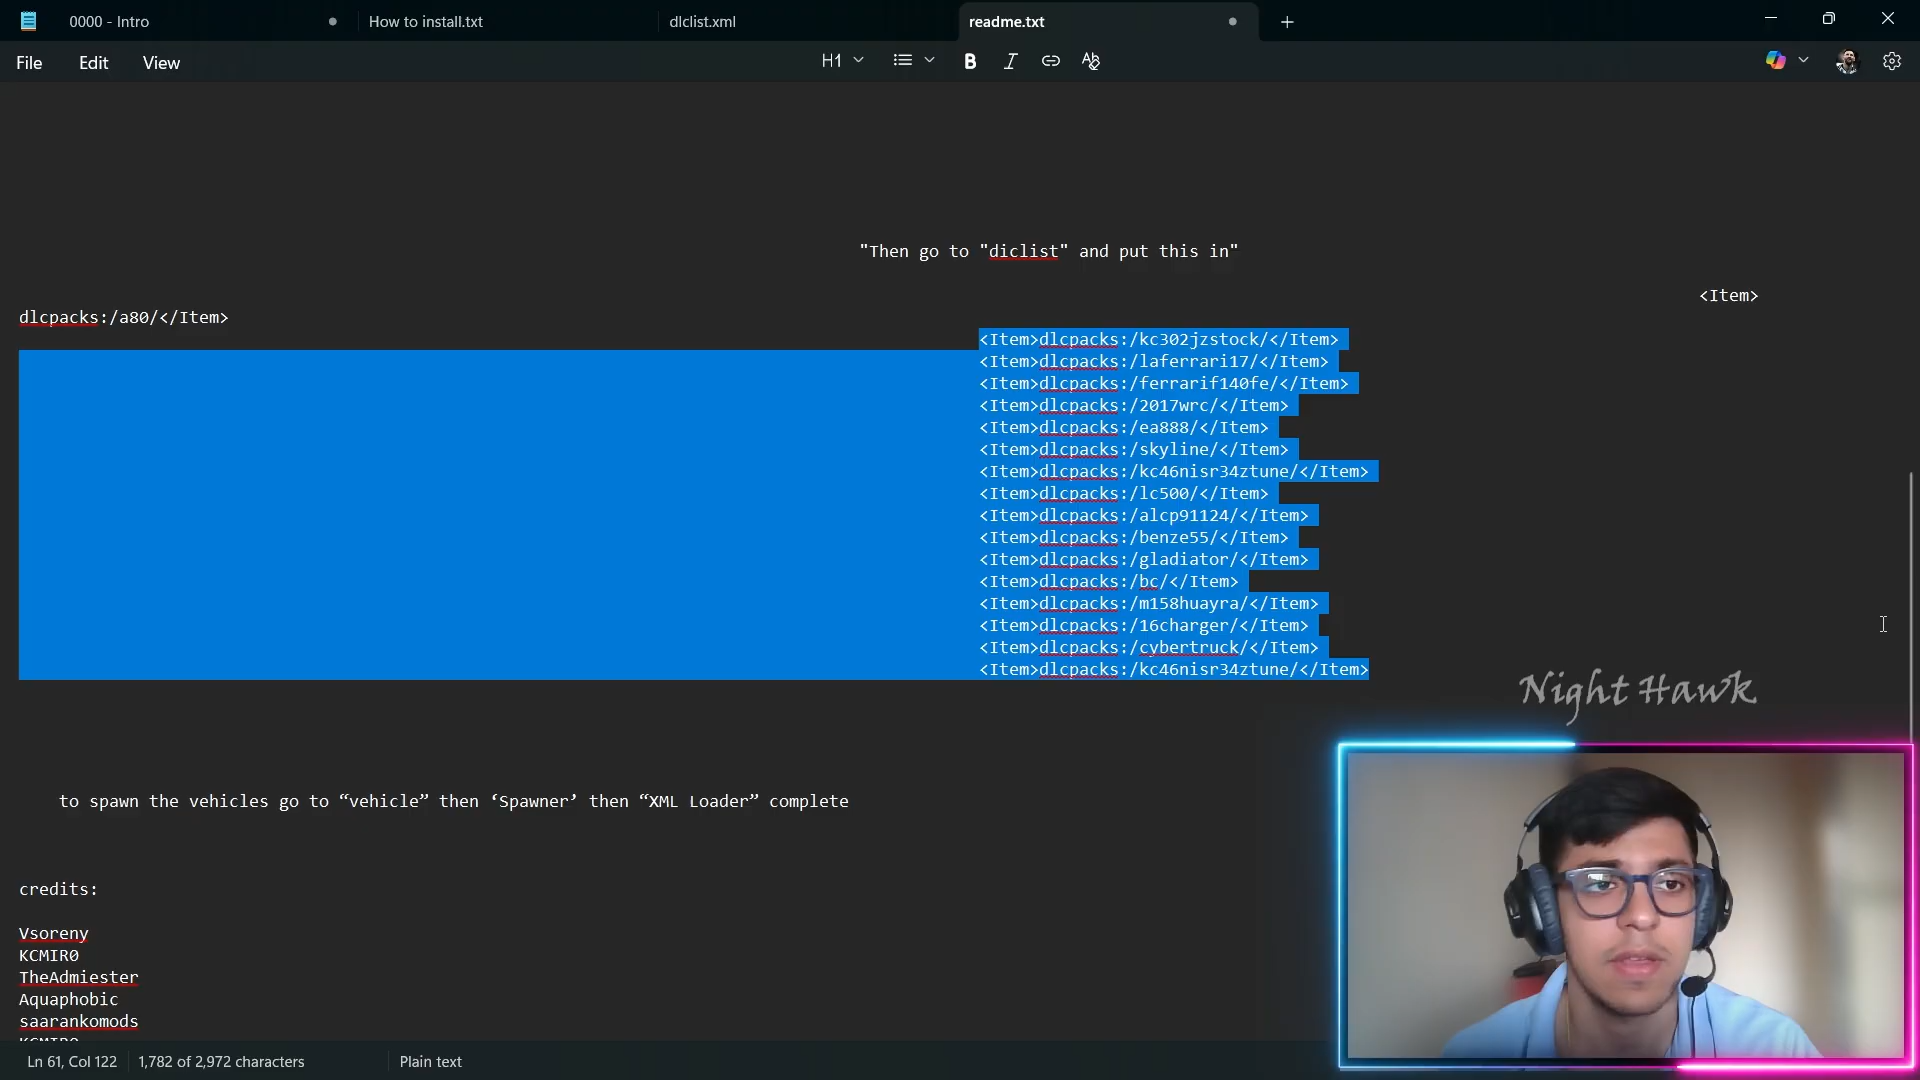 0000 - Intro
How to install.txt
dlclist.xml
readme.txt
File
Edit
View
H1
"Then go to "diclist" and put this in"
<Item>
dlcpacks:/a80/</Item>
<Item>dlcpacks:/kc302jzstock/</Item>
<Item>dlcpacks:/laferrari17/</Item>
<Item>dlcpacks:/ferrarif140fe/</Item>
<Item>dlcpacks:/2017wrc/</Item>
<Item>dlcpacks:/ea888/</Item>
<Item>dlcpacks:/skyline/</Item>
<Item>dlcpacks:/kc46nisr34ztune/</Item>
<Item>dlcpacks:/lc500/</Item>
<Item>dlcpacks:/alcp91124/</Item>
<Item>dlcpacks:/benze55/</Item>
<Item>dlcpacks:/gladiator/</Item>
<Item>dlcpacks:/bc/</Item>
<Item>dlcpacks:/m158huayra/</Item>
<Item>dlcpacks:/16charger/</Item>
<Item>dlcpacks:/cybertruck/</Item>
<Item>dlcpacks:/kc46nisr34ztune/</Item>
Night Hawk
to spawn the vehicles go to “vehicle” then ‘Spawner’ then “XML Loader” complete
credits:
Vsoreny
KCMIR0
TheAdmiester
Aquaphobic
saarankomods
Ln 61, Col 122
1,782 of 2,972 characters
Plain text